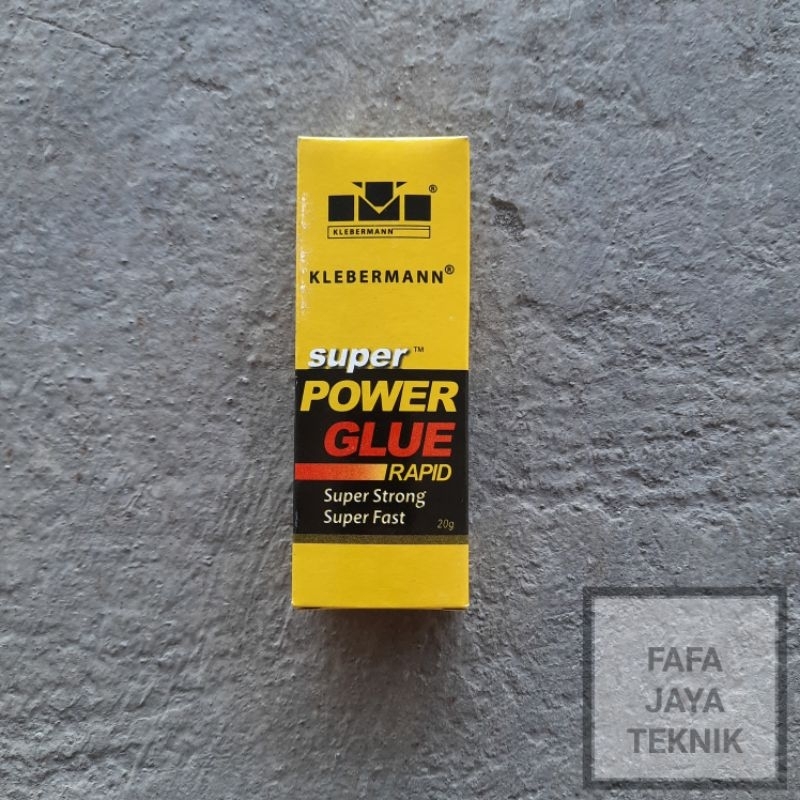 ®
KLEBERMANN
KLEBERMANN®
super™
POWER
GLUE
RAPID
Super Strong
Super Fast
20g
FAFA
JAYA
TEKNIK